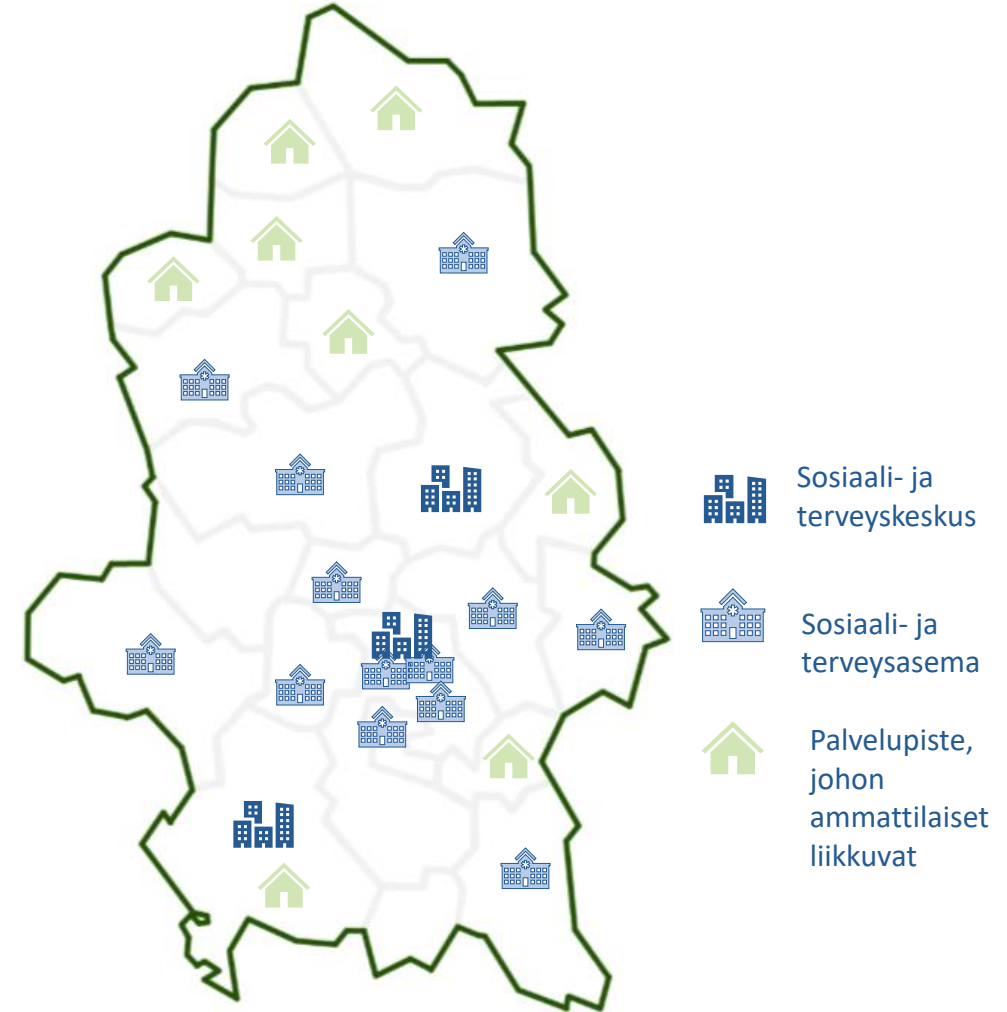 Sosiaali- ja
terveyskeskus
Sosiaali- ja
terveysasema
Palvelupiste,
johon
ammattilaiset
liikkuvat